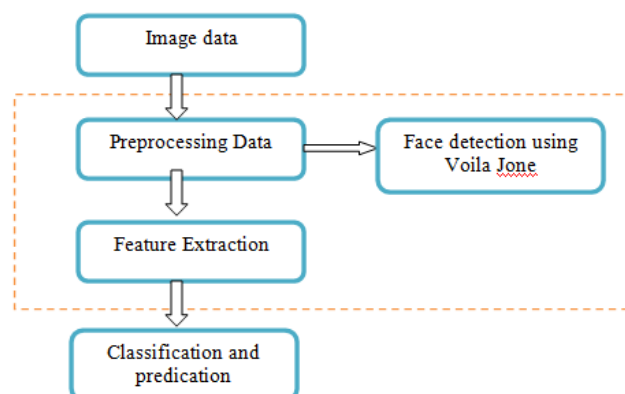 Image data
Preprocessing Data
Face detection using
Voila Jone
Feature Extraction
Classification and
predication